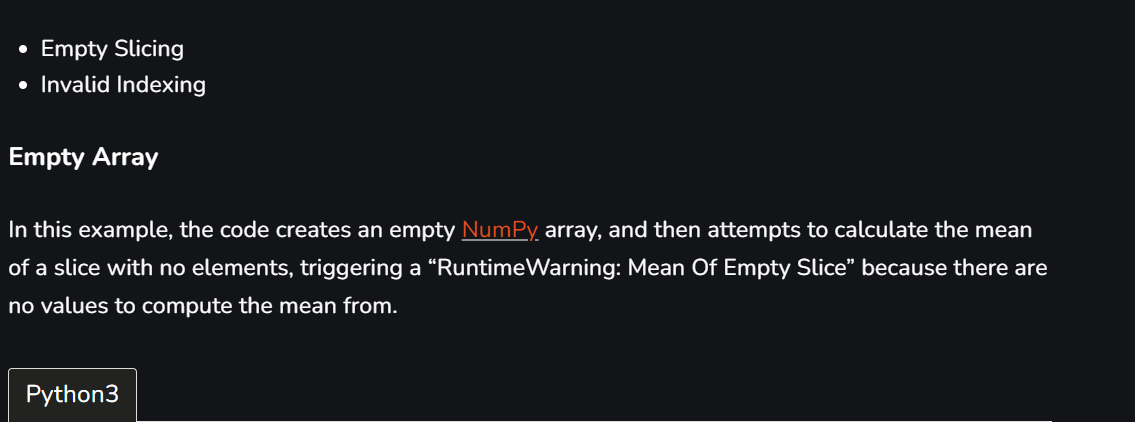 Empty Slicing
Invalid Indexing
Empty Array
In this example, the code creates an empty NumPy array, and then attempts to calculate the mean
of a slice with no elements, triggering a “RuntimeWarning: Mean Of Empty Slice” because there are
no values to compute the mean from.
Python3